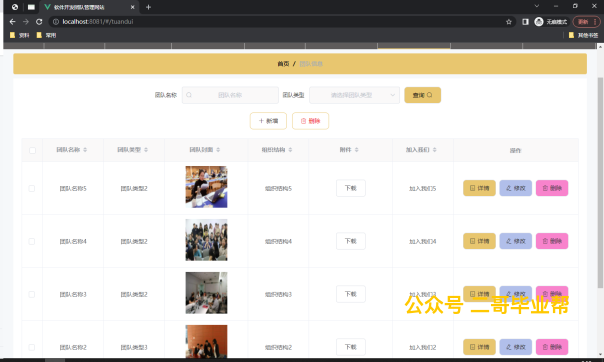 软件开发团队管理网站
localhost:8081/#/tuandui
无痕模式
更新
资料
常用
其他书签
首页 /
团队名称
团队名称
团队类型
请选择团队类型
查询
+ 新增
删除
团队名称 团队类型 团队封面 组织结构 附件 加入我们 操作
团队名称5 团队类型2 组织结构5 下载 加入我们5 详情 修改 删除
团队名称4 团队类型2 组织结构4 下载 加入我们4 详情 修改 删除
团队名称3 团队类型2 组织结构3 下载 加入我们3 详情 修改 删除
公众号 二哥毕业帮
团队名称2 团队类型3 组织结构2 下载 加入我们2 详情 修改 删除